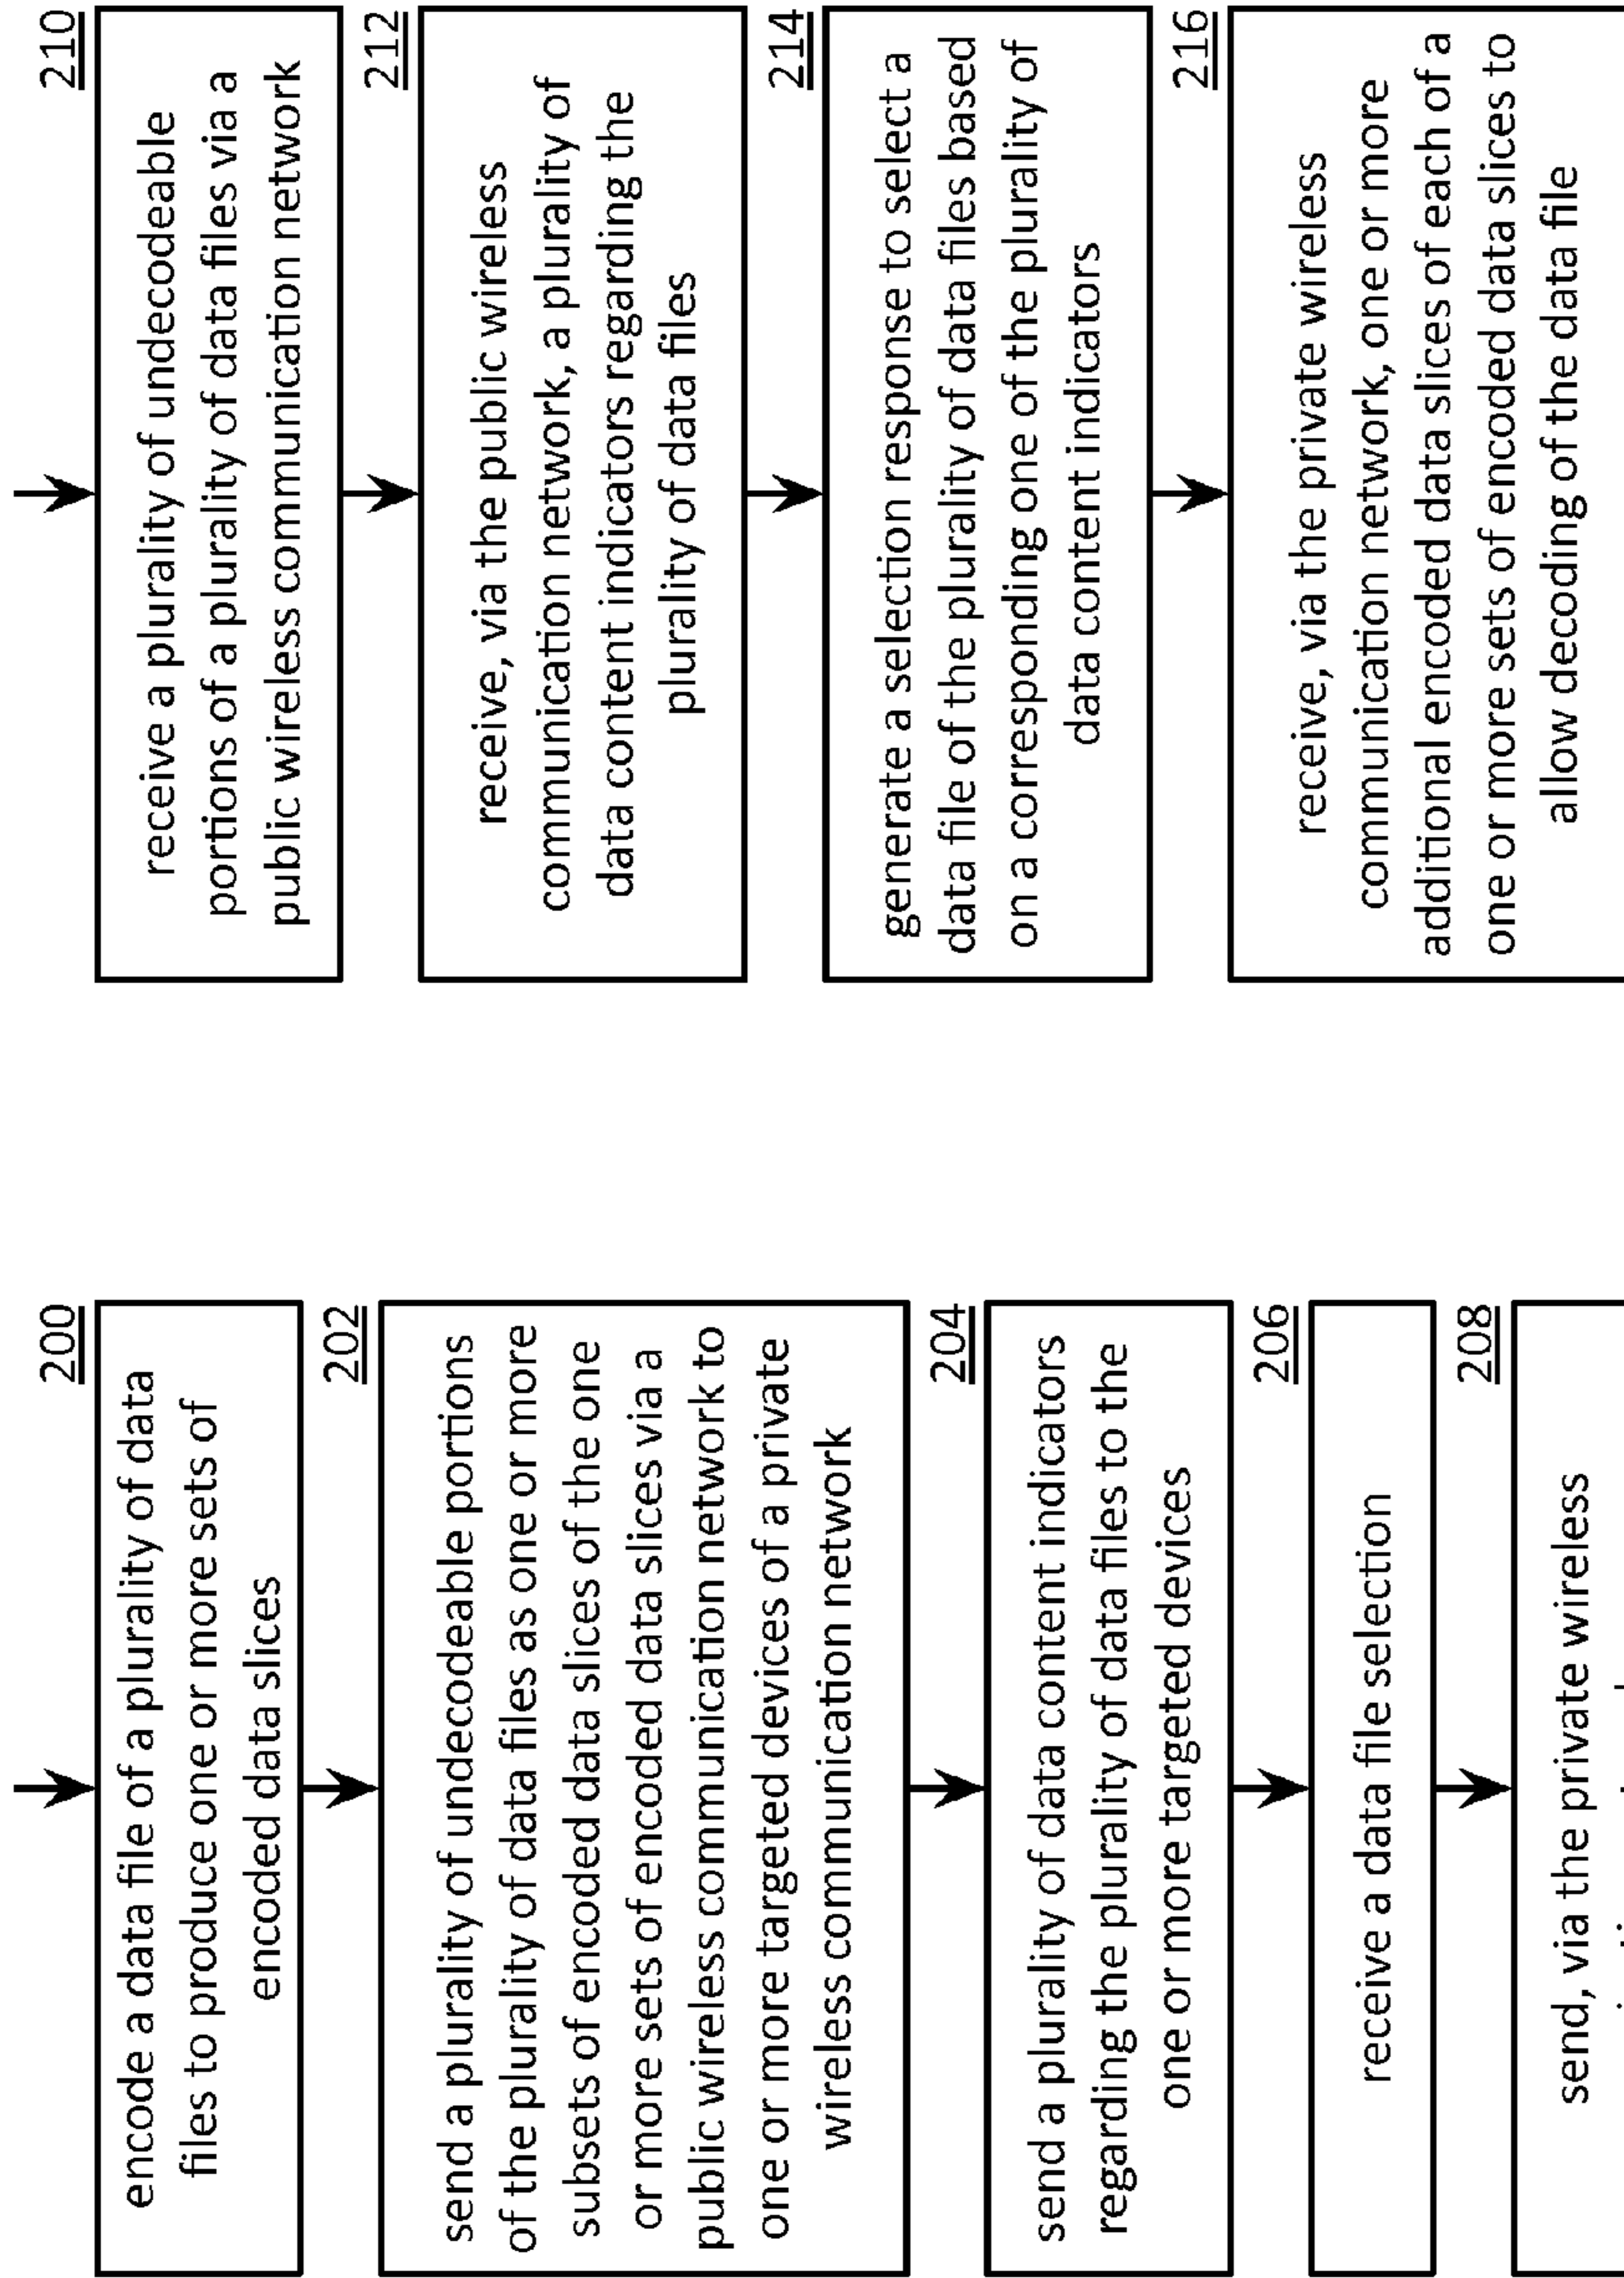 200
encode a data file of a plurality of data
files to produce one or more sets of
encoded data slices
202
send a plurality of undecodeable portions
of the plurality of data files as one or more
subsets of encoded data slices of the one
or more sets of encoded data slices via a
public wireless communication network to
one or more targeted devices of a private
wireless communication network
204
send a plurality of data content indicators
regarding the plurality of data files to the
one or more targeted devices
206
receive a data file selection
208
send, via the private wireless
210
receive a plurality of undecodeable
portions of a plurality of data files via a
public wireless communication network
212
receive, via the public wireless
communication network, a plurality of
data content indicators regarding the
plurality of data files
214
generate a selection response to select a
data file of the plurality of data files based
on a corresponding one of the plurality of
data content indicators
216
receive, via the private wireless
communication network, one or more
additional encoded data slices of each of a
one or more sets of encoded data slices to
allow decoding of the data file